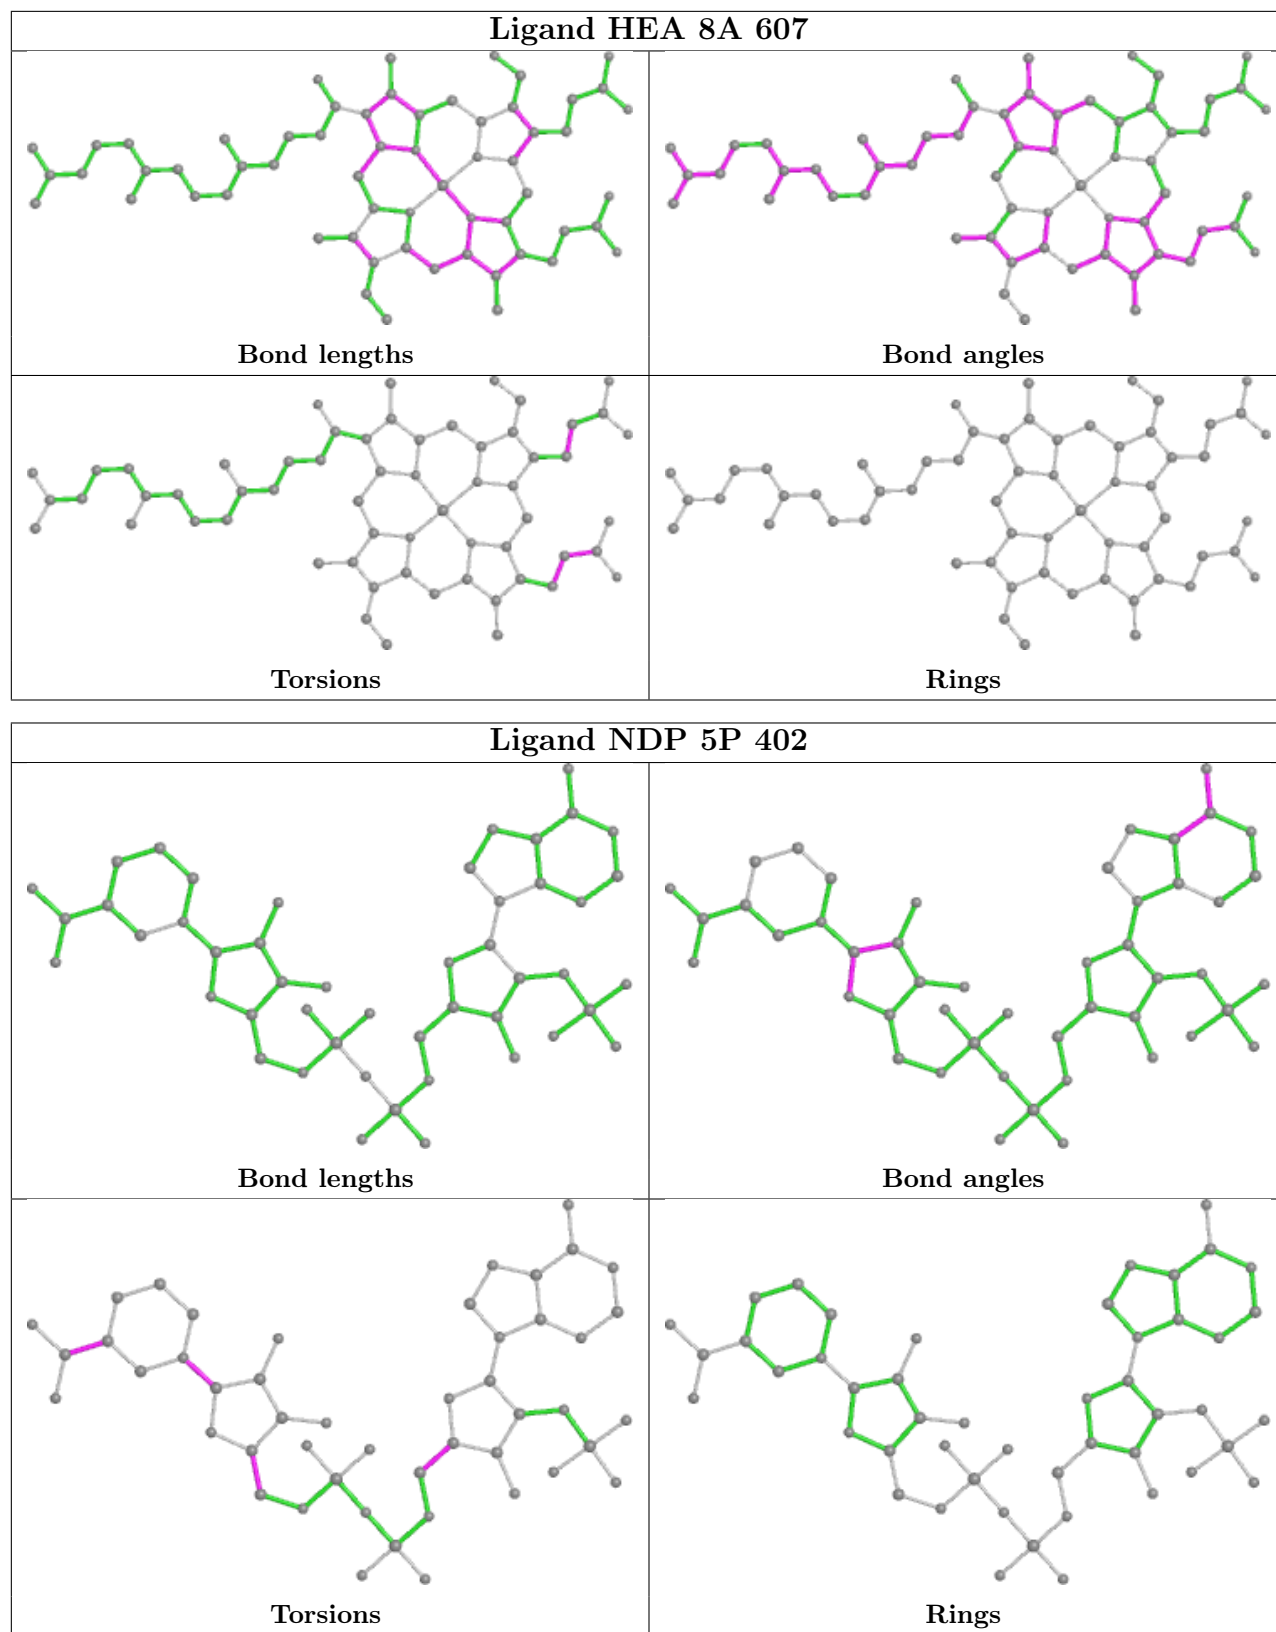 Ligand HEA 8A 607
Bond lengths
Bond angles
Torsions
Rings
Ligand NDP 5P 402
Bond lengths
Bond angles
Torsions
Rings